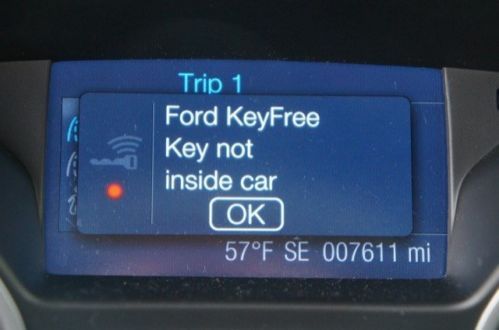 Trip 1
Ford KeyFree
Key not
inside car
OK
57°F SE 007611 mi